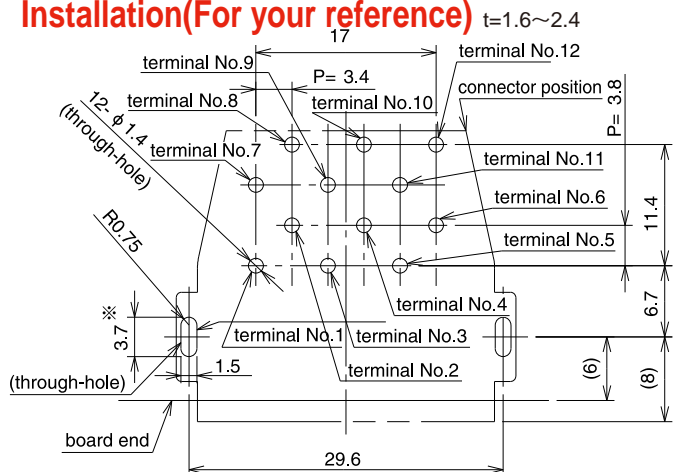 Installation(For your reference) t=1.6～2.4
17
terminal No.12
terminal No.9
P= 3.4
connector position
terminal No.8
terminal No.10
P= 3.8
12- φ1.4
(through-hole)
terminal No.7
terminal No.11
terminal No.6
11.4
R0.75
terminal No.5
terminal No.4
6.7
※
3.7
terminal No.1
terminal No.3
1.5
terminal No.2
(6)
(8)
(through-hole)
board end
29.6